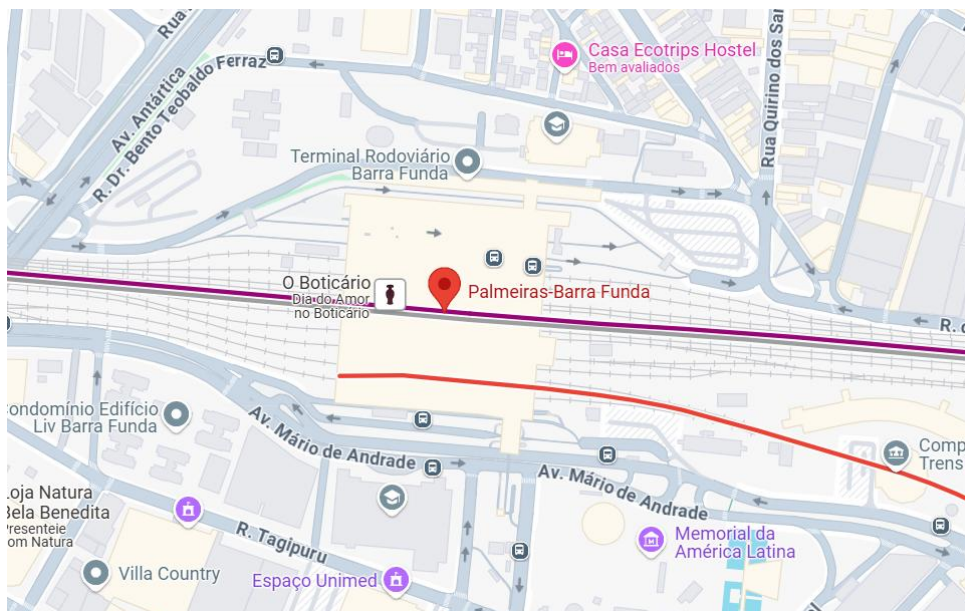 Rua
Av. Antártica
R. Dr. Bento Teobaldo Ferraz
Casa Ecotrips Hostel
Bem avaliados
Rua Quirino dos San
Terminal Rodoviário
Barra Funda
O Boticário
Dia do Amor
no Boticário
Palmeiras-Barra Funda
R. d
Condomínio Edifício
Liv Barra Funda
Av. Mário de Andrade
Av. Mário de Andrade
Comp
Trens
Loja Natura
Bela Benedita
Presenteie
com Natura
R. Tagipuru
Memorial da
América Latina
Villa Country
Espaço Unimed